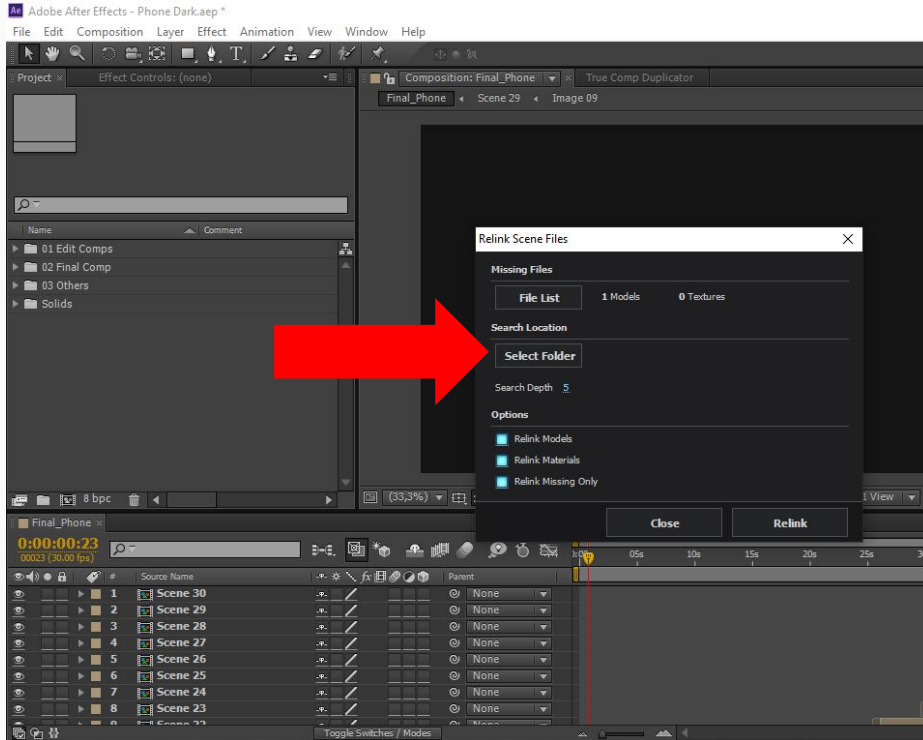 Ae Adobe After Effects - Phone Dark.aep *
File Edit Composition Layer Effect Animation View Window Help
Project × Effect Controls: (none)
Composition: Final_Phone × True Comp Duplicator
Final_Phone Scene 29 Image 09
Name Comment
01 Edit Comps
02 Final Comp
03 Others
Solids
Relink Scene Files
Missing Files
File List 1 Models 0 Textures
Search Location
Select Folder
Search Depth 5
Options
Relink Models
Relink Materials
Relink Missing Only
Close Relink
8 bpc
(33,3%)
1 View
Final_Phone ×
0:00:00:23
00023 (30.00 fps)
05s 10s 15s 20s 25s
# Source Name fx Parent
1 Scene 30 None
2 Scene 29 None
3 Scene 28 None
4 Scene 27 None
5 Scene 26 None
6 Scene 25 None
7 Scene 24 None
8 Scene 23 None
9 Scene 22 None
Toggle Switches / Modes